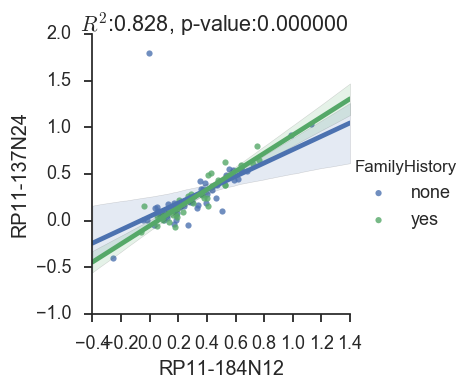 R²:0.828, p-value:0.000000
2.0
1.5
1.0
0.5
0.0
−0.5
−1.0
RP11-137N24
−0.4 −0.2 0.0 0.2 0.4 0.6 0.8 1.0 1.2 1.4
RP11-184N12
FamilyHistory
none
yes